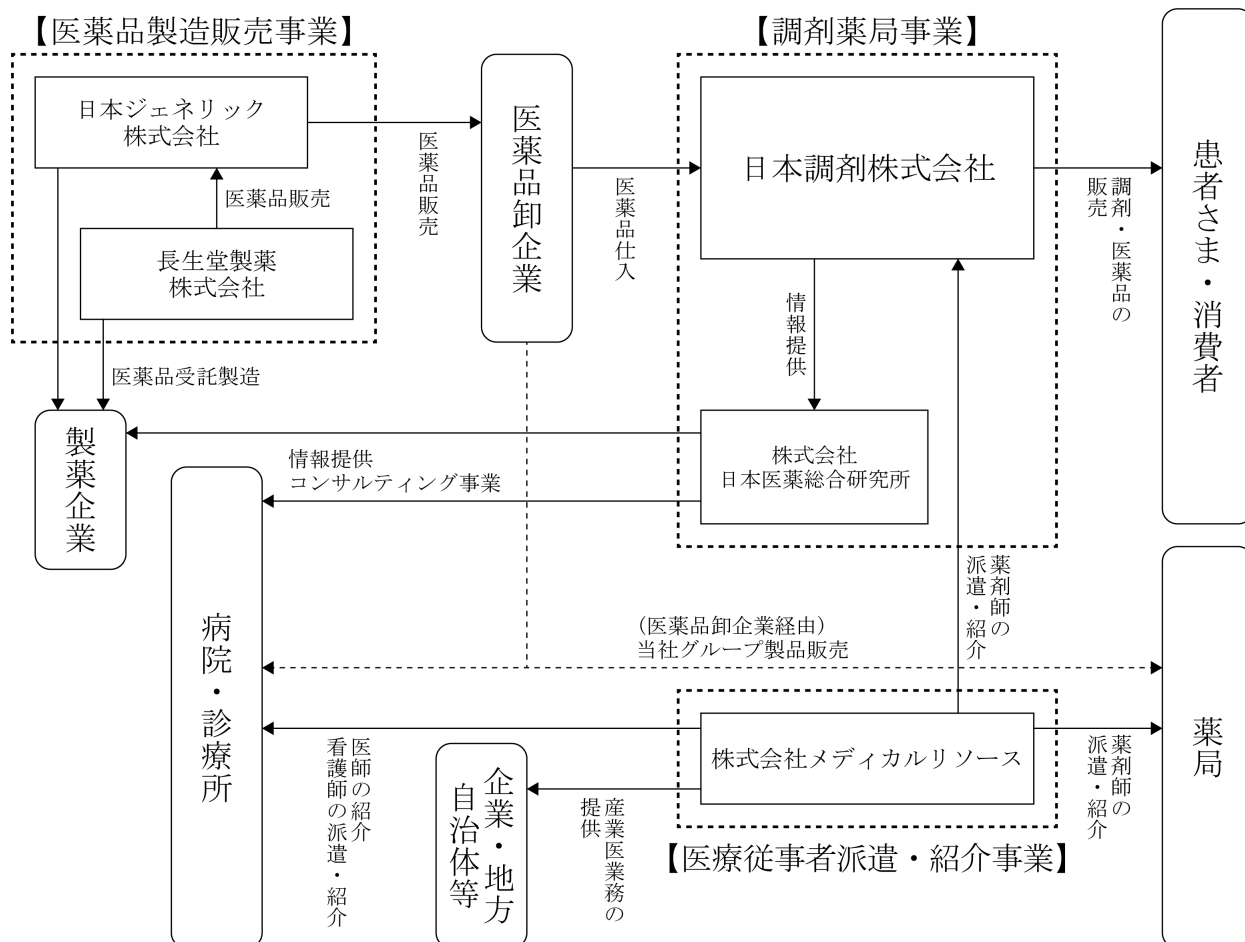 【医薬品製造販売事業】
日本ジェネリック
株式会社
医薬品販売
長生堂製薬
株式会社
医薬品受託製造
製薬企業
医薬品販売
医薬品卸企業
医薬品仕入
【調剤薬局事業】
日本調剤株式会社
調剤・医薬品の
販売
患者さま・消費者
情報提供
株式会社
日本医薬総合研究所
情報提供
コンサルティング事業
病院・診療所
薬剤師の
派遣・紹介
(医薬品卸企業経由)
当社グループ製品販売
株式会社メディカルリソース
【医療従事者派遣・紹介事業】
医師の紹介
看護師の派遣・紹介
産業医業務の
提供
企業・地方
自治体等
薬剤師の
派遣・紹介
薬局